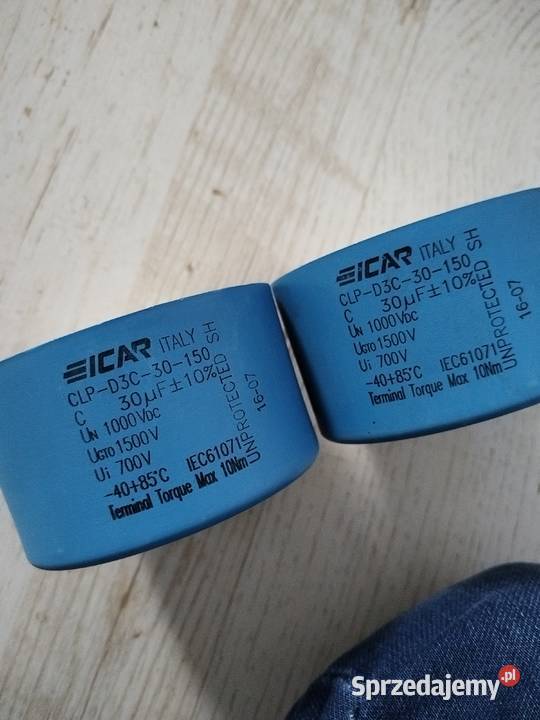 ICAR ITALY
CLP-D3C-30-150
C 30µF±10%
UN 1000VDC
UGTO 1500V
Ui 700V
-40+85°C IEC61071
Terminal Torque Max 10Nm
UNPROTECTED SH
16-07
ICAR ITALY
CLP-D3C-30-150
C 30µF±10%
UN 1000VDC
UGTO 1500V
Ui 700V
-40+85°C IEC61071
Terminal Torque Max 10Nm
UNPROTECTED SH
16-07
Sprzedajemy.pl